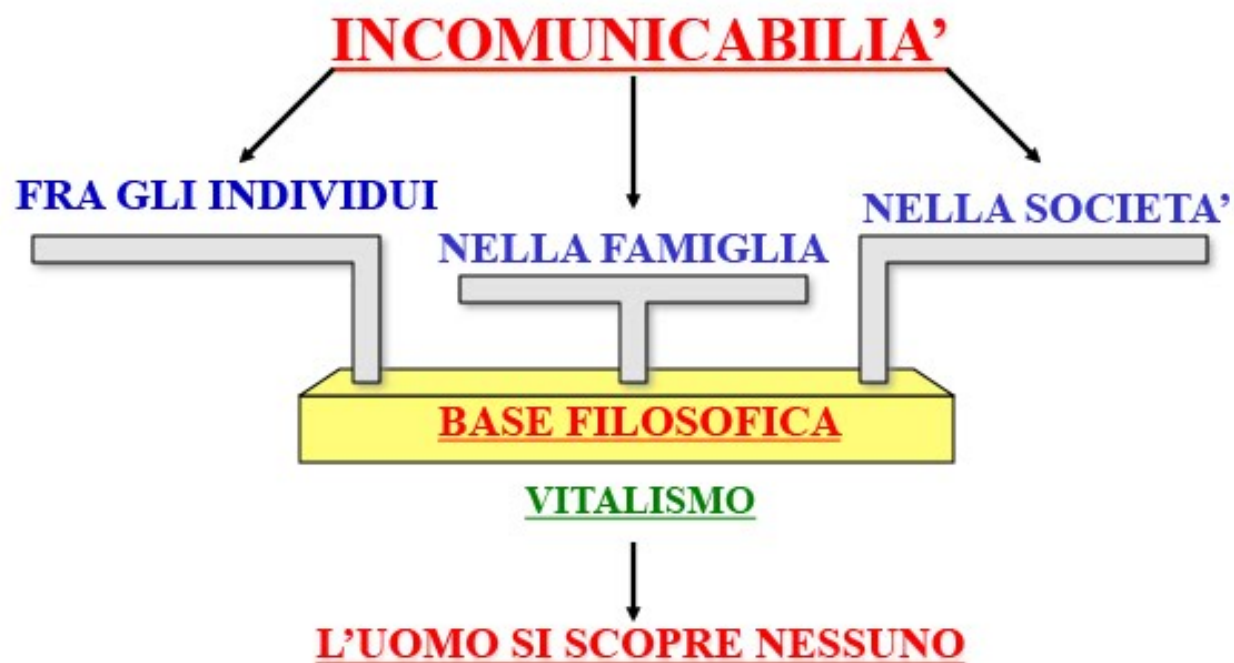 INCOMUNICABILIA’
FRA GLI INDIVIDUI
NELLA FAMIGLIA
NELLA SOCIETA’
BASE FILOSOFICA
VITALISMO
L’UOMO SI SCOPRE NESSUNO